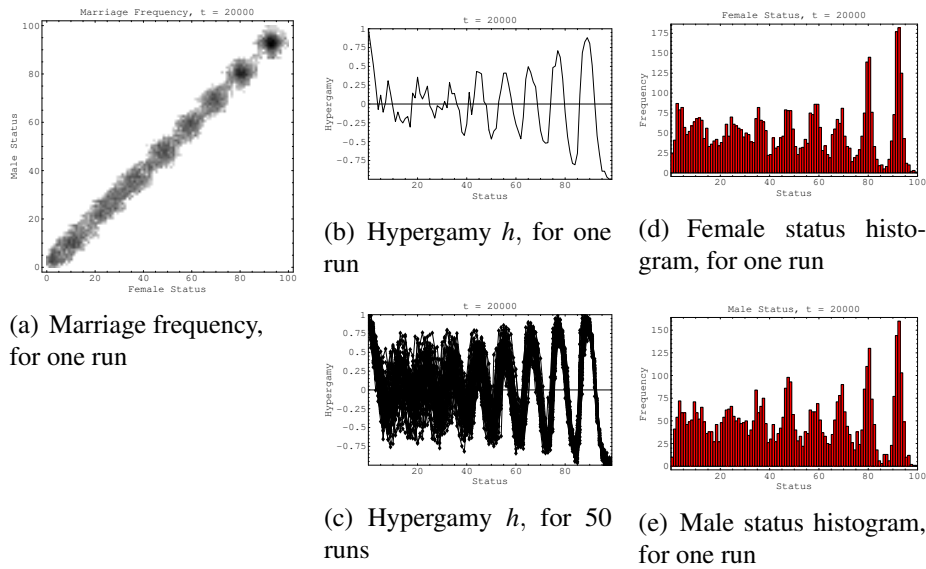 Marriage Frequency, t = 20000
100
80
60
40
20
0
Male Status
0 20 40 60 80 100
Female Status
(a) Marriage frequency,
for one run
t = 20000
1
0.75
0.5
0.25
0
-0.25
-0.5
-0.75
Hypergamy
20 40 60 80
Status
(b) Hypergamy h, for one
run
t = 20000
1
0.75
0.5
0.25
0
-0.25
-0.5
-0.75
Hypergamy
20 40 60 80
Status
(c) Hypergamy h, for 50
runs
Female Status, t = 20000
175
150
125
100
75
50
25
0
Frequency
20 40 60 80 100
Status
(d) Female status histo-
gram, for one run
Male Status, t = 20000
150
125
100
75
50
25
0
Frequency
20 40 60 80 100
Status
(e) Male status histogram,
for one run